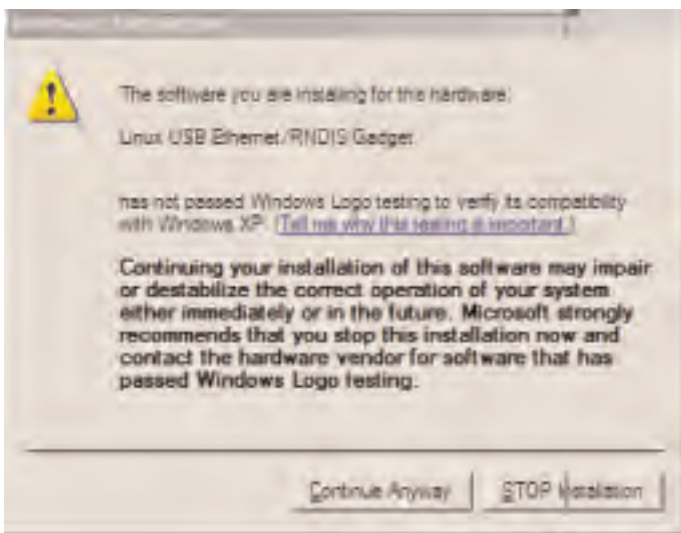 The software you are installing for this hardware:
Linux USB Ethernet/RNDIS Gadget
has not passed Windows Logo testing to verify its compatibility
with Windows XP. (Tell me why this testing is important.)
Continuing your installation of this software may impair
or destabilize the correct operation of your system
either immediately or in the future. Microsoft strongly
recommends that you stop this installation now and
contact the hardware vendor for software that has
passed Windows Logo testing.
Continue Anyway
STOP Installation